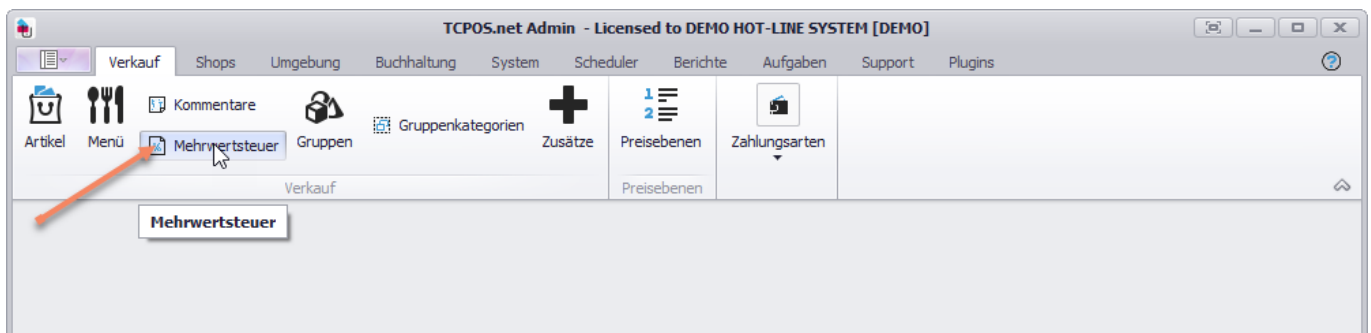 TCPOS.net Admin - Licensed to DEMO HOT-LINE SYSTEM [DEMO]
Verkauf Shops Umgebung Buchhaltung System Scheduler Berichte Aufgaben Support Plugins
Artikel Menü Kommentare Mehrwertsteuer Gruppen Gruppenkategorien Zusätze Preisebenen Zahlungsarten
Verkauf Preisebenen
Mehrwertsteuer